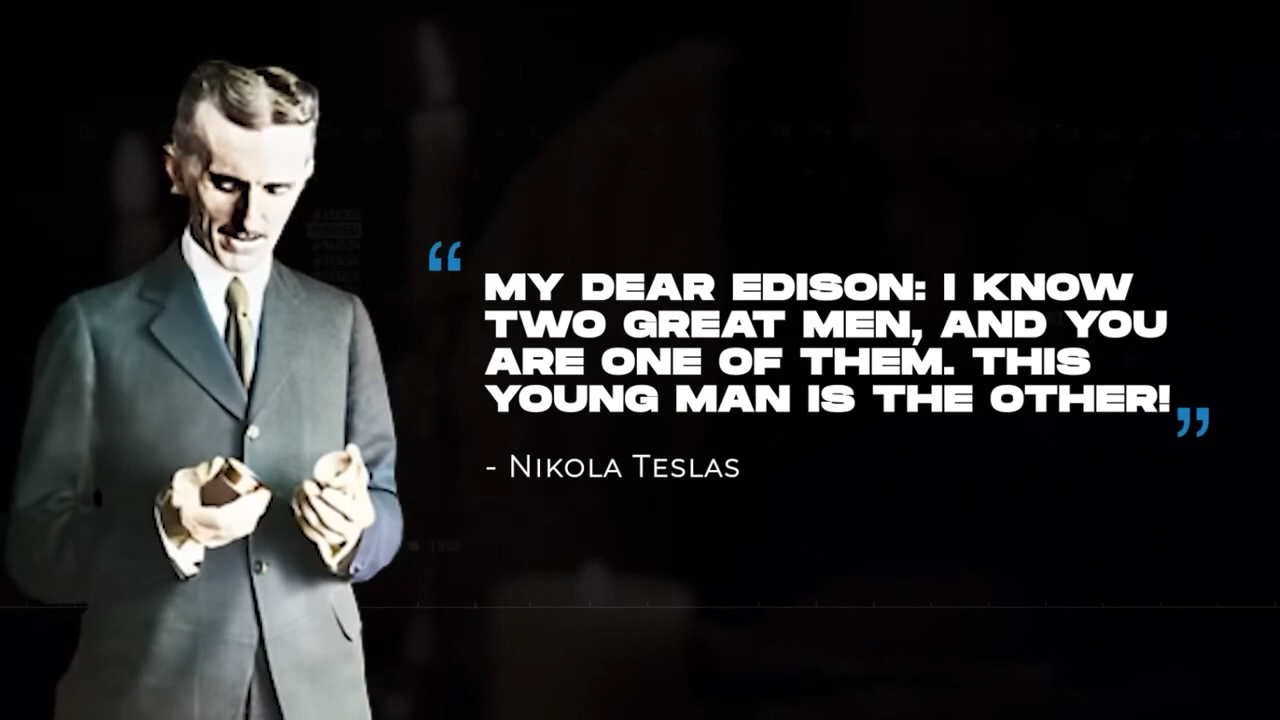 “MY DEAR EDISON: I KNOW
TWO GREAT MEN, AND YOU
ARE ONE OF THEM. THIS
YOUNG MAN IS THE OTHER!”
- NIKOLA TESLAS